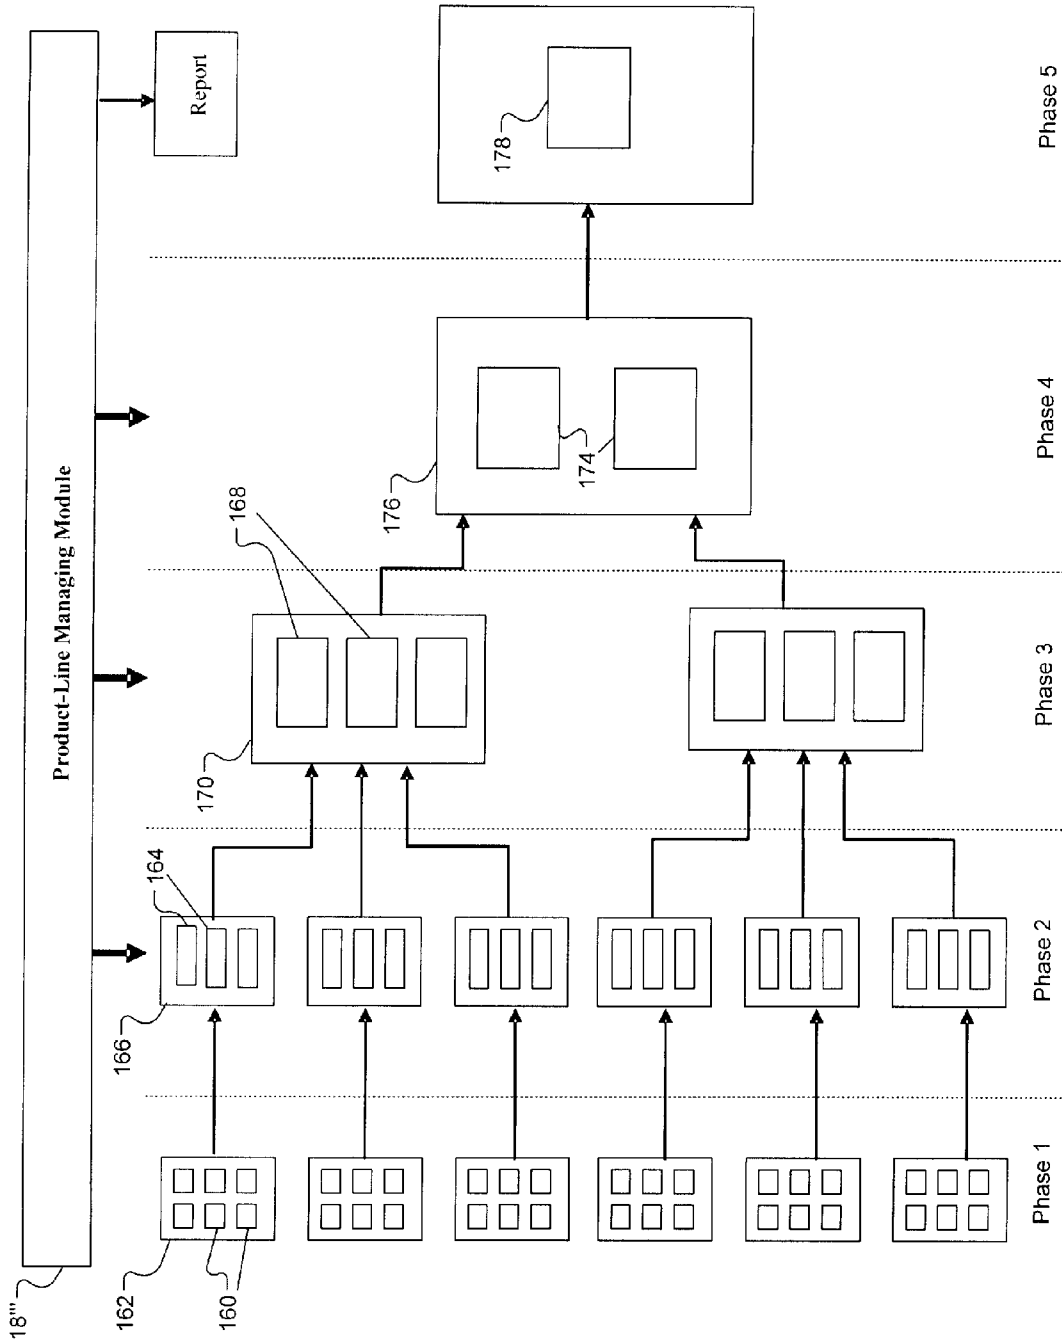 18""
Product-Line Managing Module
Report
162
160
166
164
170
168
176
174
178
Phase 1
Phase 2
Phase 3
Phase 4
Phase 5